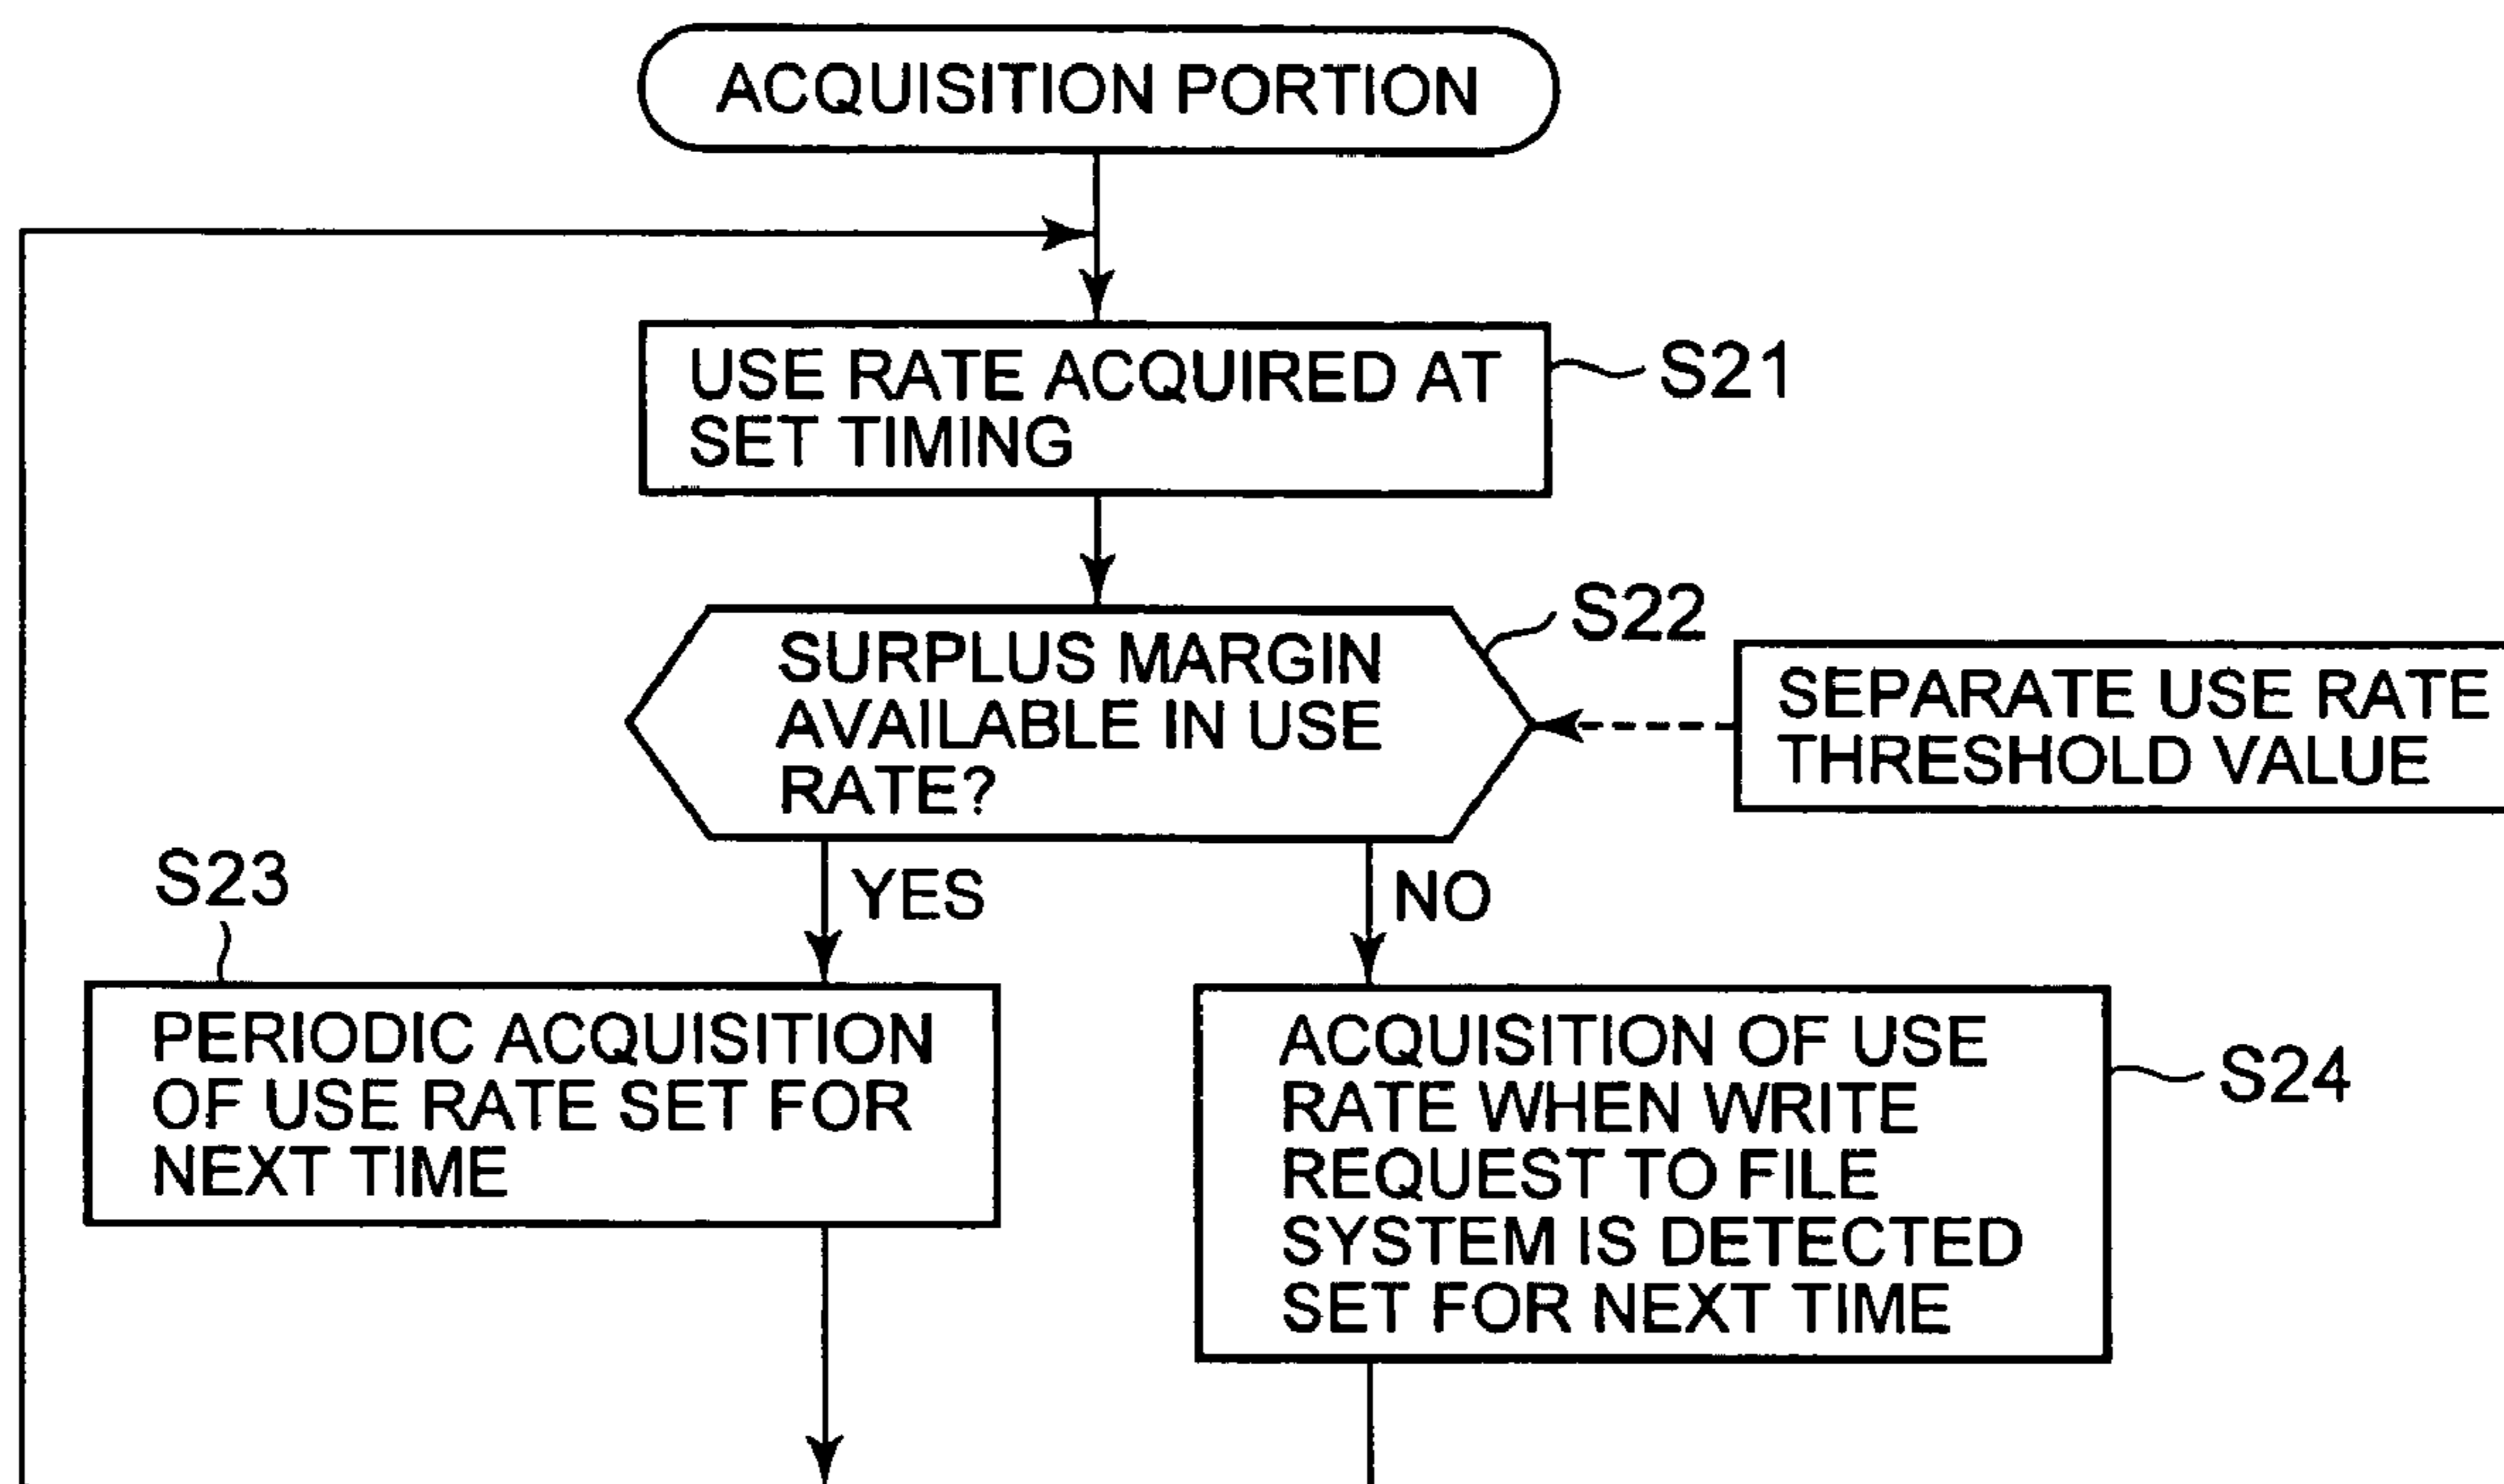 ACQUISITION PORTION
USE RATE ACQUIRED AT
SET TIMING
S21
SURPLUS MARGIN
AVAILABLE IN USE
RATE?
S22
SEPARATE USE RATE
THRESHOLD VALUE
YES
NO
S23
PERIODIC ACQUISITION
OF USE RATE SET FOR
NEXT TIME
ACQUISITION OF USE
RATE WHEN WRITE
REQUEST TO FILE
SYSTEM IS DETECTED
SET FOR NEXT TIME
S24